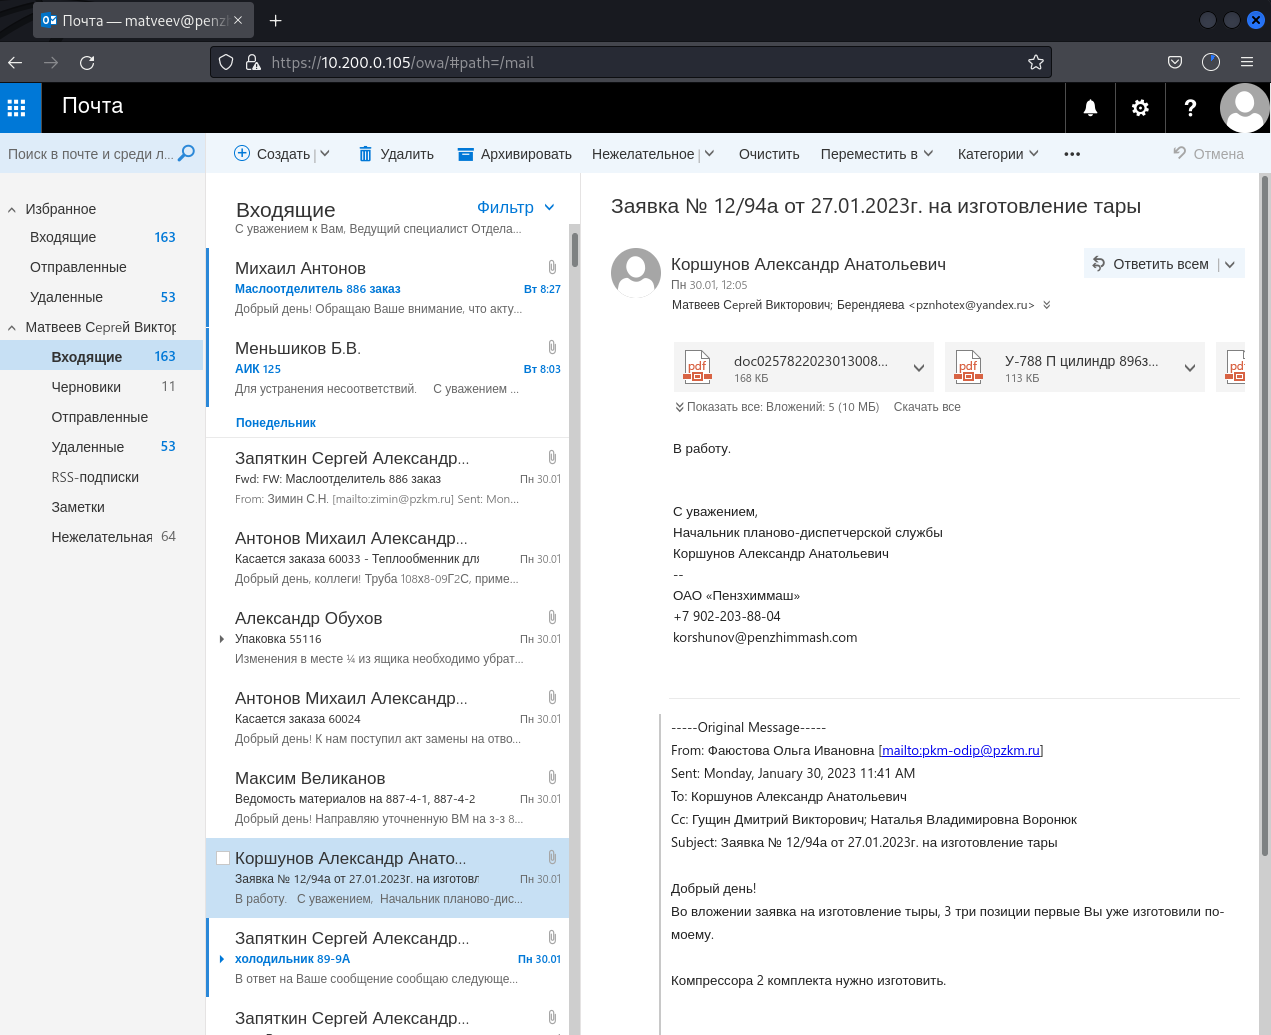 Почта — matveev@penz
https://10.200.0.105/owa/#path=/mail
Почта
Поиск в почте и среди л...
Создать
Удалить
Архивировать
Нежелательное
Очистить
Переместить в
Категории
Отмена
Избранное
Входящие 163
Отправленные
Удаленные 53
Матвеев Сергей Виктор
Входящие 163
Черновики 11
Отправленные
Удаленные 53
RSS-подписки
Заметки
Нежелательная 64
Входящие
Фильтр
С уважением к Вам, Ведущий специалист Отдела...
Михаил Антонов
Маслоотделитель 886 заказ Вт 8:27
Добрый день! Обращаю Ваше внимание, что акту...
Меньшиков Б.В.
АИК 125 Вт 8:03
Для устранения несоответствий. С уважением ...
Понедельник
Запяткин Сергей Александр...
Fwd: FW: Маслоотделитель 886 заказ Пн 30.01
From: Зимин С.Н. [mailto:zimin@pzkm.ru] Sent: Mon...
Антонов Михаил Александр...
Касается заказа 60033 - Теплообменник для Пн 30.01
Добрый день, коллеги! Труба 108х8-09Г2С, приме...
Александр Обухов
Упаковка 55116 Пн 30.01
Изменения в месте ¼ из ящика необходимо убрат...
Антонов Михаил Александр...
Касается заказа 60024 Пн 30.01
Добрый день! К нам поступил акт замены на отво...
Максим Великанов
Ведомость материалов на 887-4-1, 887-4-2 Пн 30.01
Добрый день! Направляю уточненную ВМ на з-з 8...
Коршунов Александр Анато...
Заявка № 12/94а от 27.01.2023г. на изготовл Пн 30.01
В работу. С уважением, Начальник планово-дис...
Запяткин Сергей Александр...
холодильник 89-9А Пн 30.01
В ответ на Ваше сообщение сообщаю следующе...
Запяткин Сергей Александр...
Заявка № 12/94а от 27.01.2023г. на изготовление тары
Коршунов Александр Анатольевич
Ответить всем
Пн 30.01, 12:05
Матвеев Сергей Викторович; Берендяева <pznhotex@yandex.ru>
pdf
doc0257822023013008...
168 КБ
pdf
У-788 П цилиндр 896з...
113 КБ
pdf
Показать все: Вложений: 5 (10 МБ) Скачать все
В работу.
С уважением,
Начальник планово-диспетчерской службы
Коршунов Александр Анатольевич
--
ОАО «Пензхиммаш»
+7 902-203-88-04
korshunov@penzhimmash.com
-----Original Message-----
From: Фаюстова Ольга Ивановна [mailto:pkm-odip@pzkm.ru]
Sent: Monday, January 30, 2023 11:41 AM
To: Коршунов Александр Анатольевич
Cc: Гущин Дмитрий Викторович; Наталья Владимировна Воронюк
Subject: Заявка № 12/94а от 27.01.2023г. на изготовление тары
Добрый день!
Во вложении заявка на изготовление тыры, 3 три позиции первые Вы уже изготовили по-
моему.
Компрессора 2 комплекта нужно изготовить.